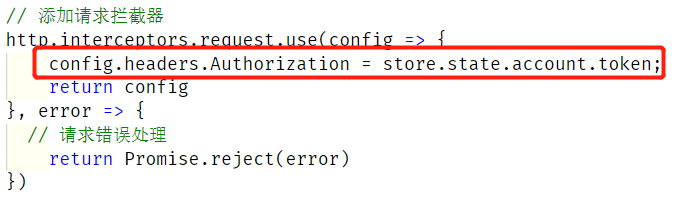 // 添加请求拦截器
http.interceptors.request.use(config => {
    config.headers.Authorization = store.state.account.token;
    return config
}, error => {
  // 请求错误处理
    return Promise.reject(error)
})